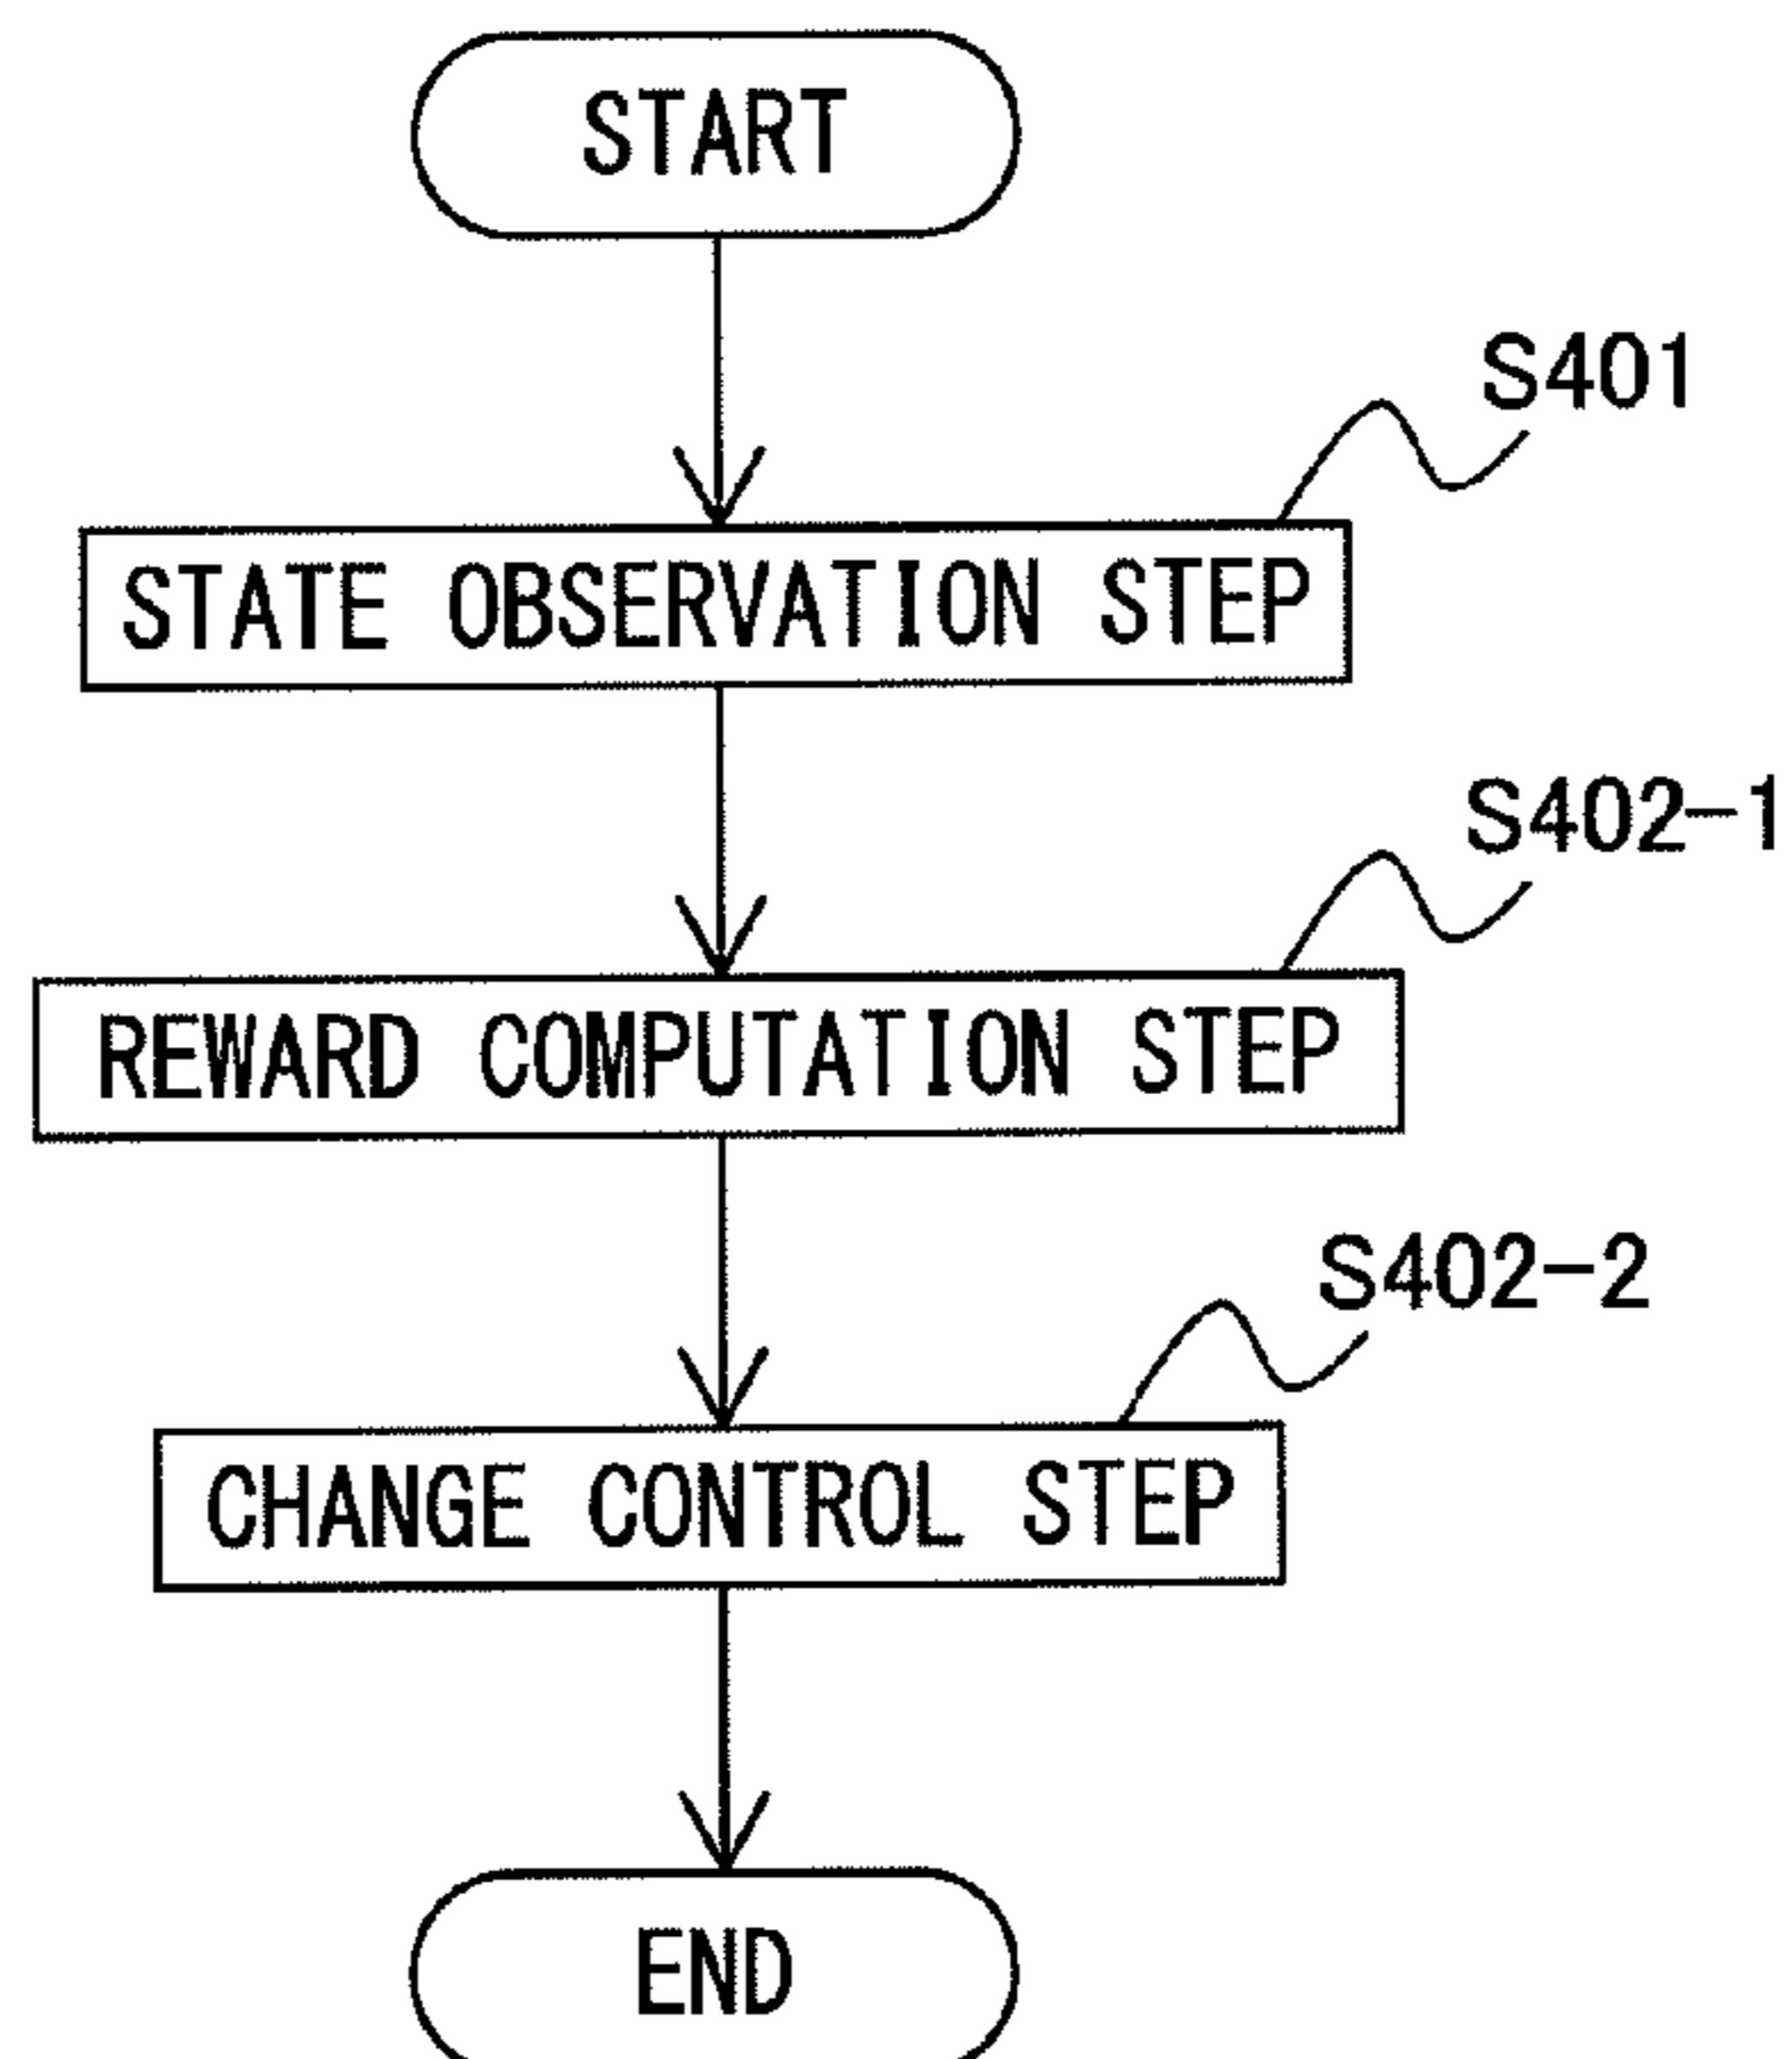 START
S401
STATE OBSERVATION STEP
S402-1
REWARD COMPUTATION STEP
S402-2
CHANGE CONTROL STEP
END